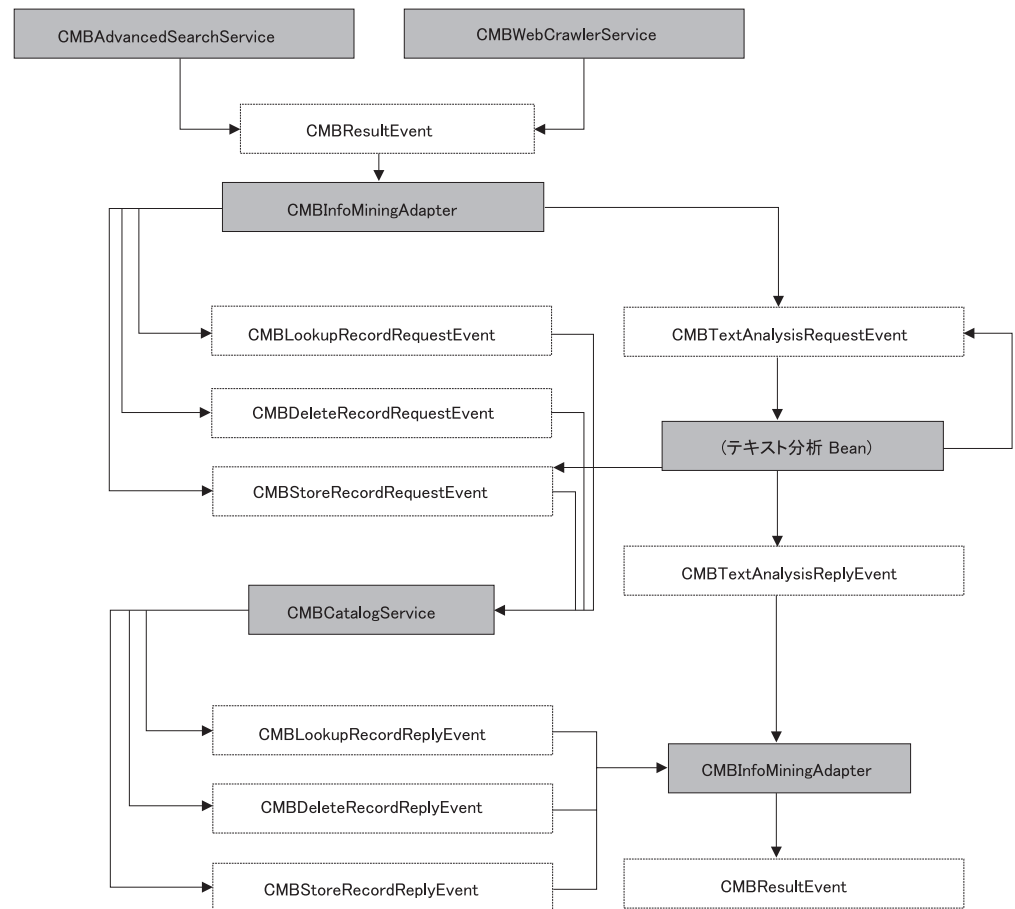 CMBAdvancedSearchService
CMBWebCrawlerService
CMBResultEvent
CMBInfoMiningAdapter
CMBLookupRecordRequestEvent
CMBTextAnalysisRequestEvent
CMBDeleteRecordRequestEvent
(テキスト分析 Bean)
CMBStoreRecordRequestEvent
CMBTextAnalysisReplyEvent
CMBCatalogService
CMBLookupRecordReplyEvent
CMBInfoMiningAdapter
CMBDeleteRecordReplyEvent
CMBStoreRecordReplyEvent
CMBResultEvent